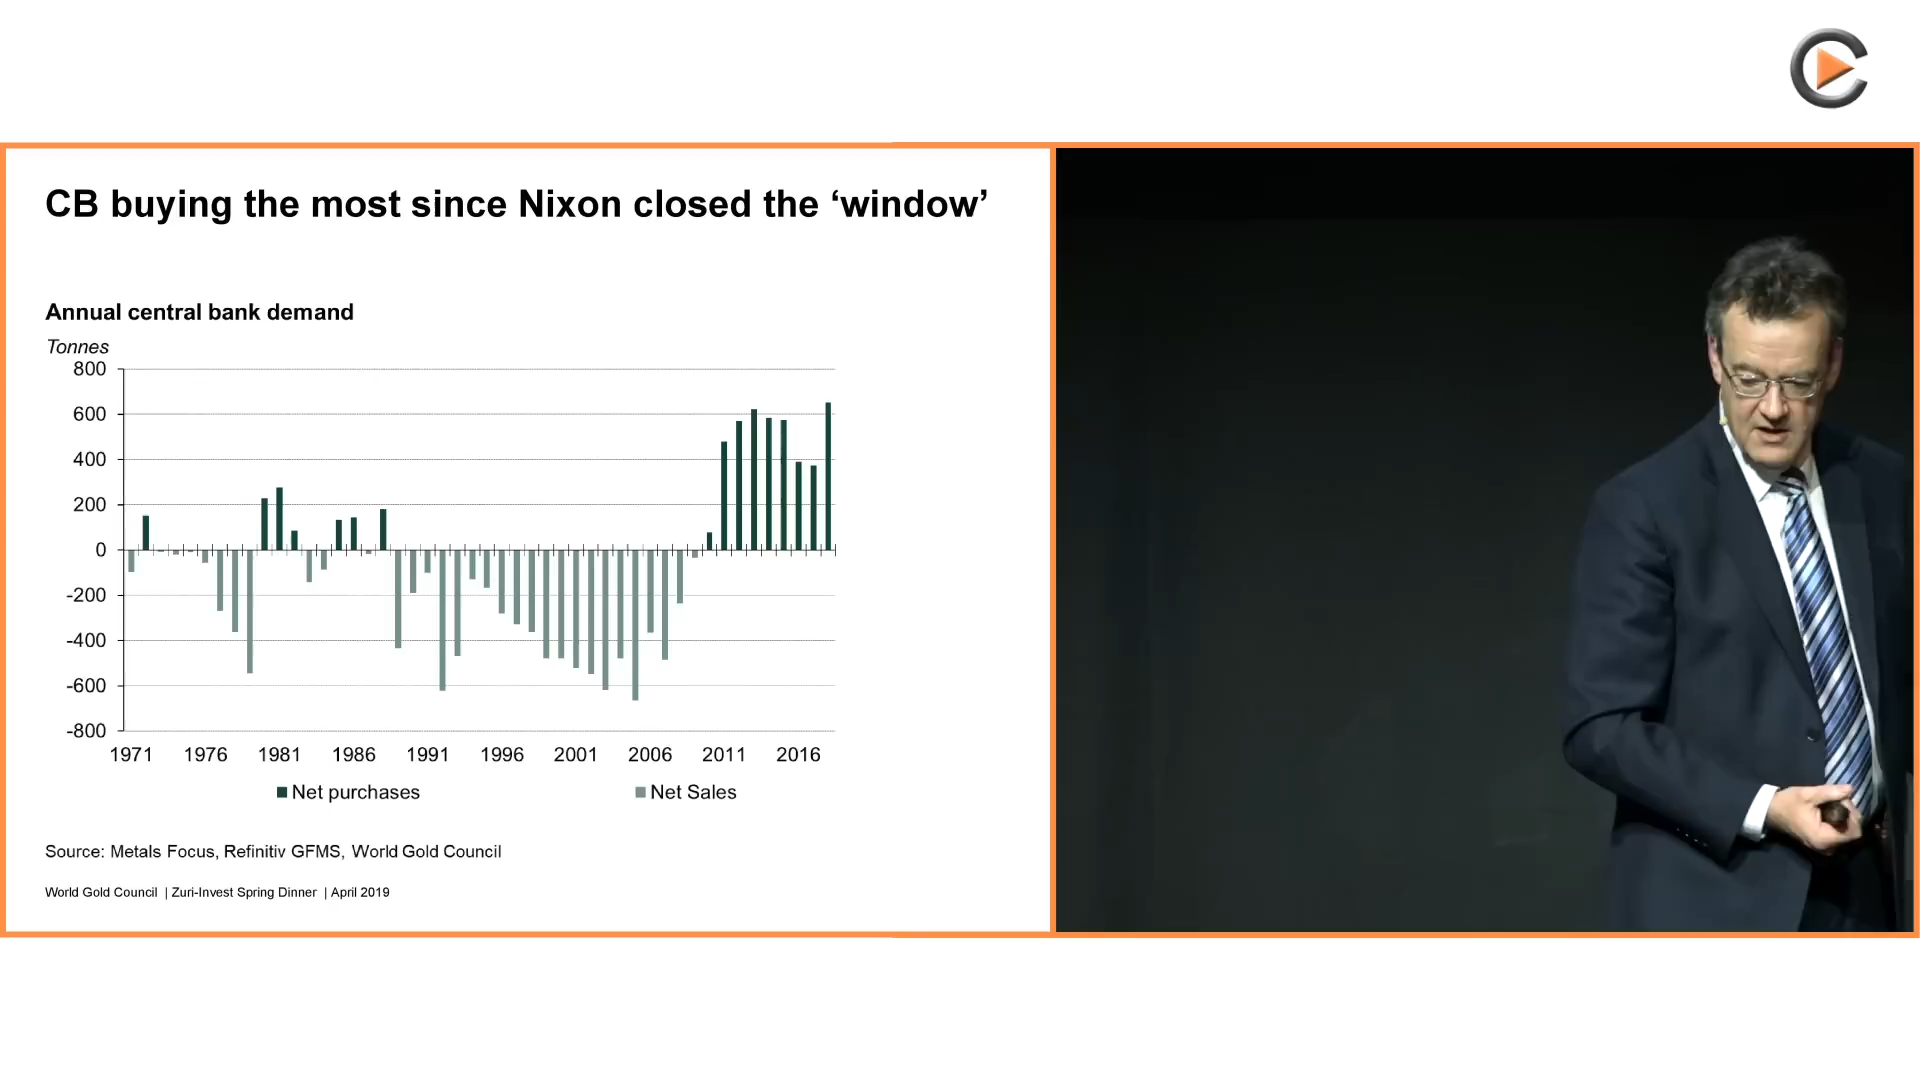 CB buying the most since Nixon closed the ‘window’
Annual central bank demand
Tonnes
800
600
400
200
0
-200
-400
-600
-800
1971 1976 1981 1986 1991 1996 2001 2006 2011 2016
Net purchases Net Sales
Source: Metals Focus, Refinitiv GFMS, World Gold Council
World Gold Council | Zuri-Invest Spring Dinner | April 2019